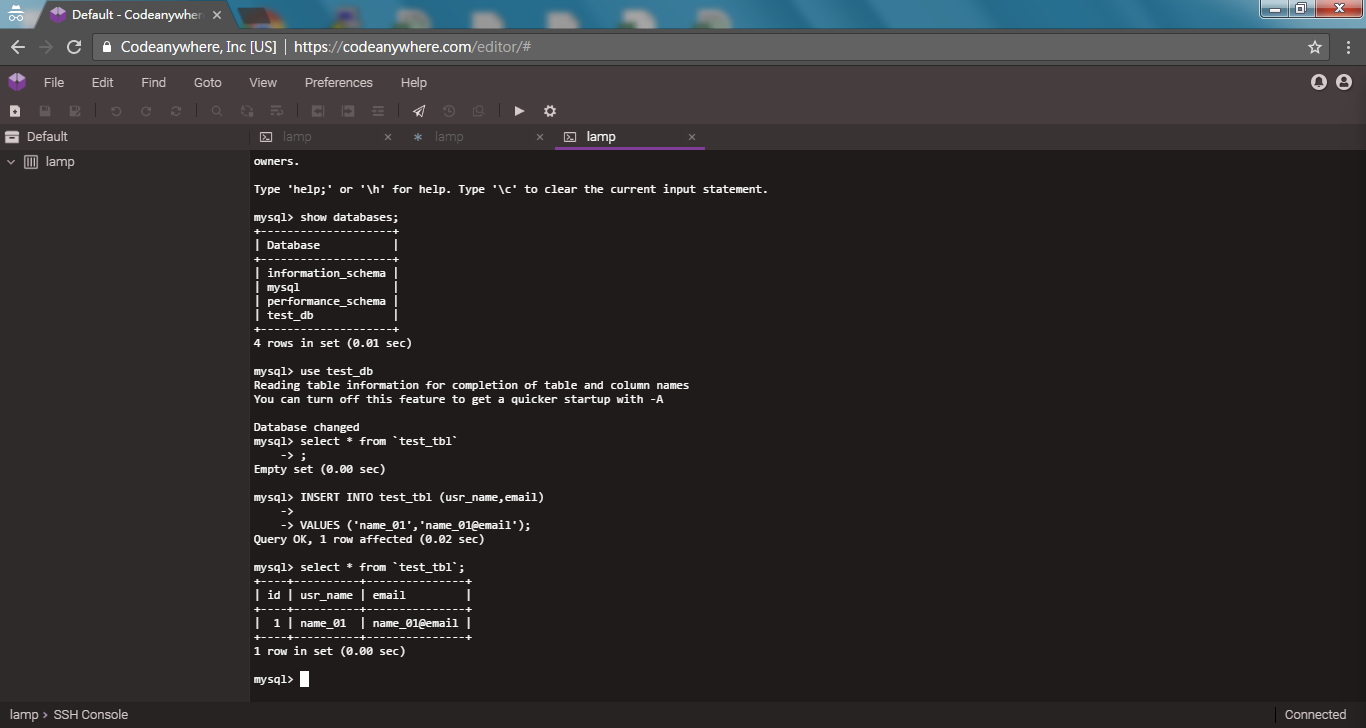 Default - Codeanywher
Codeanywhere, Inc [US] | https://codeanywhere.com/editor/#
File Edit Find Goto View Preferences Help
Default lamp lamp lamp
lamp
owners.
Type 'help;' or '\h' for help. Type '\c' to clear the current input statement.
mysql> show databases;
+--------------------+
| Database           |
+--------------------+
| information_schema |
| mysql              |
| performance_schema |
| test_db            |
+--------------------+
4 rows in set (0.01 sec)
mysql> use test_db
Reading table information for completion of table and column names
You can turn off this feature to get a quicker startup with -A
Database changed
mysql> select * from `test_tbl`
    -> ;
Empty set (0.00 sec)
mysql> INSERT INTO test_tbl (usr_name,email)
    ->
    -> VALUES ('name_01','name_01@email');
Query OK, 1 row affected (0.02 sec)
mysql> select * from `test_tbl`;
+----+----------+---------------+
| id | usr_name | email         |
+----+----------+---------------+
|  1 | name_01  | name_01@email |
+----+----------+---------------+
1 row in set (0.00 sec)
mysql>
lamp > SSH Console Connected